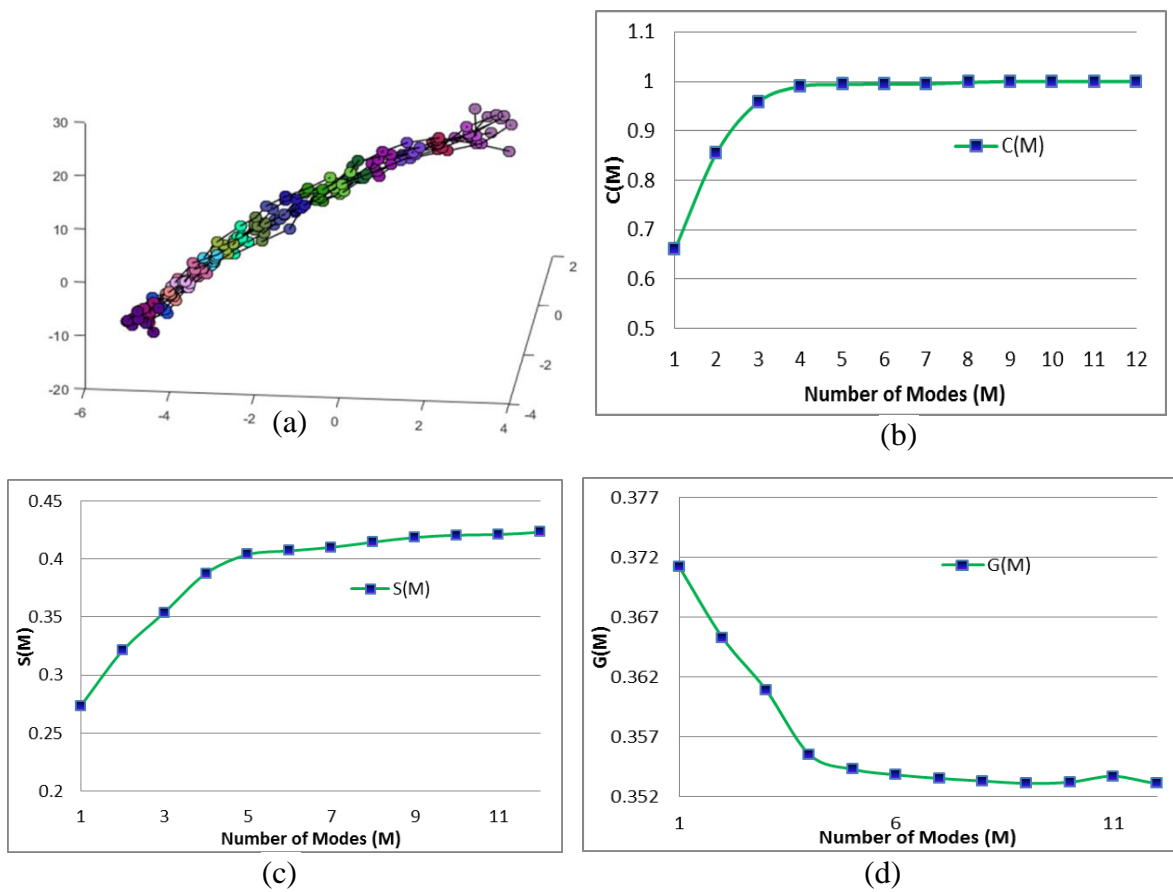 30
20
10
0
-10
-20
-6
-4
-2
0
2
4
2
0
-2
-4
(a)
1.1
1
0.9
0.8
0.7
0.6
0.5
C(M)
C(M)
1 2 3 4 5 6 7 8 9 10 11 12
Number of Modes (M)
(b)
0.45
0.4
0.35
0.3
0.25
0.2
S(M)
S(M)
1 3 5 7 9 11
Number of Modes (M)
(c)
0.377
0.372
0.367
0.362
0.357
0.352
G(M)
G(M)
1 6 11
Number of Modes (M)
(d)